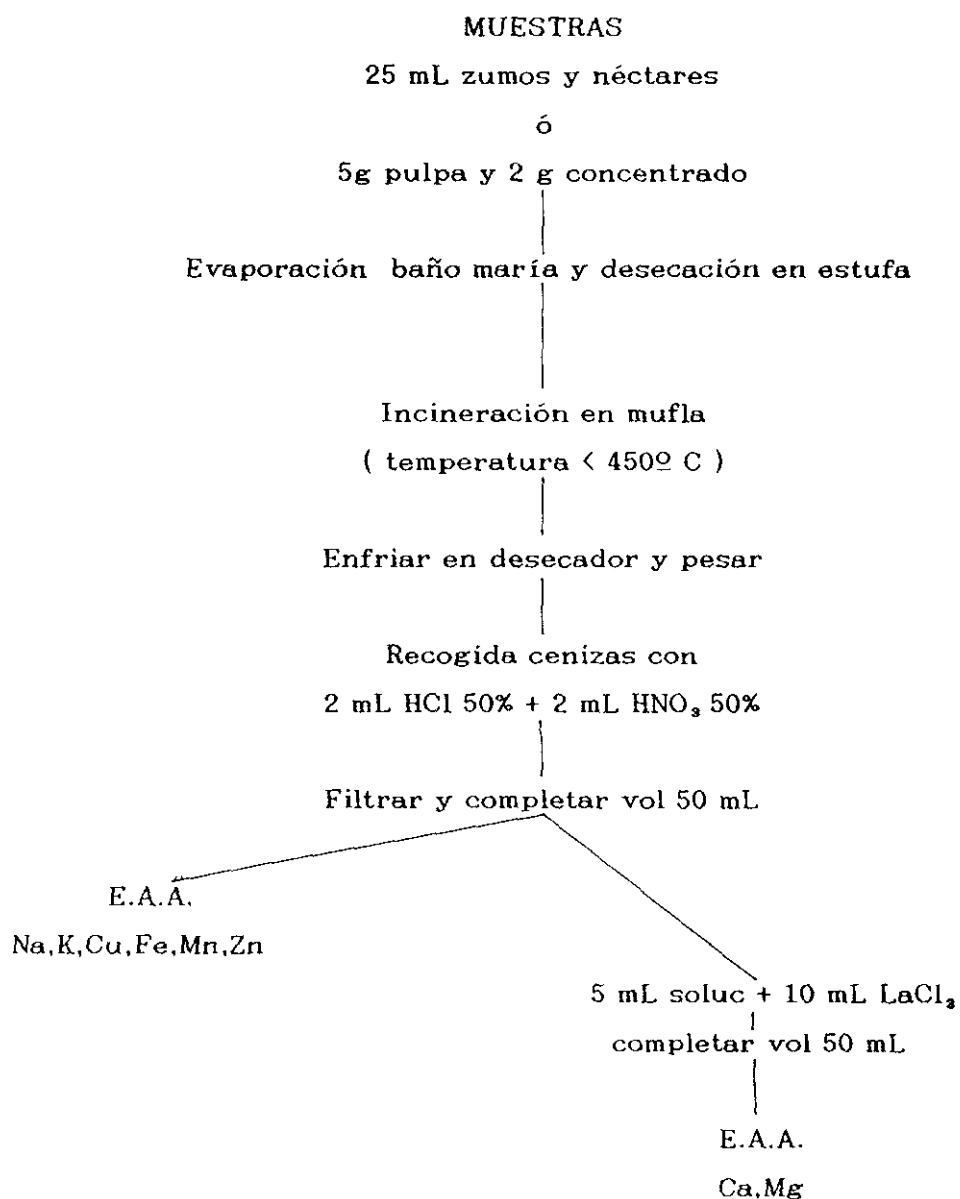 MUESTRAS
25 mL zumos y néctares
ó
5g pulpa y 2 g concentrado
Evaporación baño maría y desecación en estufa
Incineración en mufla
( temperatura < 450º C )
Enfriar en desecador y pesar
Recogida cenizas con
2 mL HCl 50% + 2 mL HNO₃ 50%
Filtrar y completar vol 50 mL
E.A.A.
Na,K,Cu,Fe,Mn,Zn
5 mL soluc + 10 mL LaCl₃
completar vol 50 mL
E.A.A.
Ca,Mg